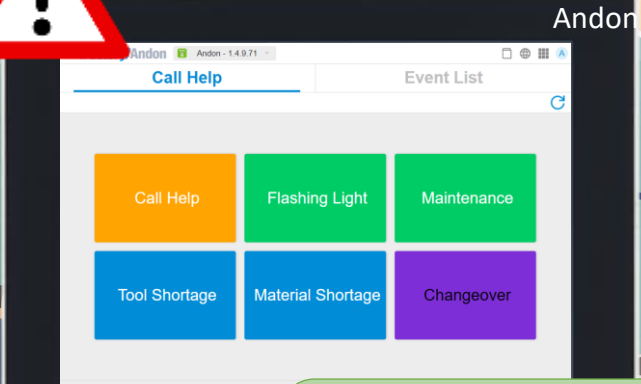 Andon
Andon Andon - 1.4.9.71
A
Call Help Event List
Call Help Flashing Light Maintenance
Tool Shortage Material Shortage Changeover